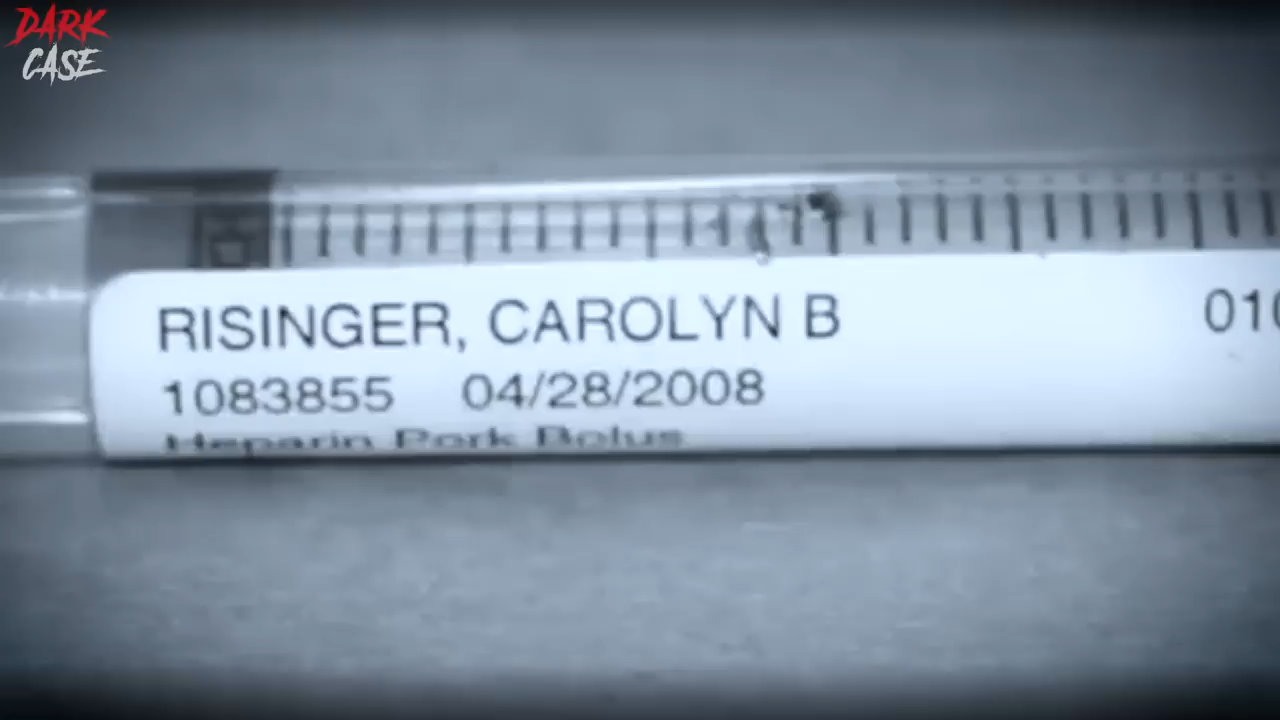 DARK
CASE
RISINGER, CAROLYN B
010
1083855 04/28/2008
Heparin Pork Bolus